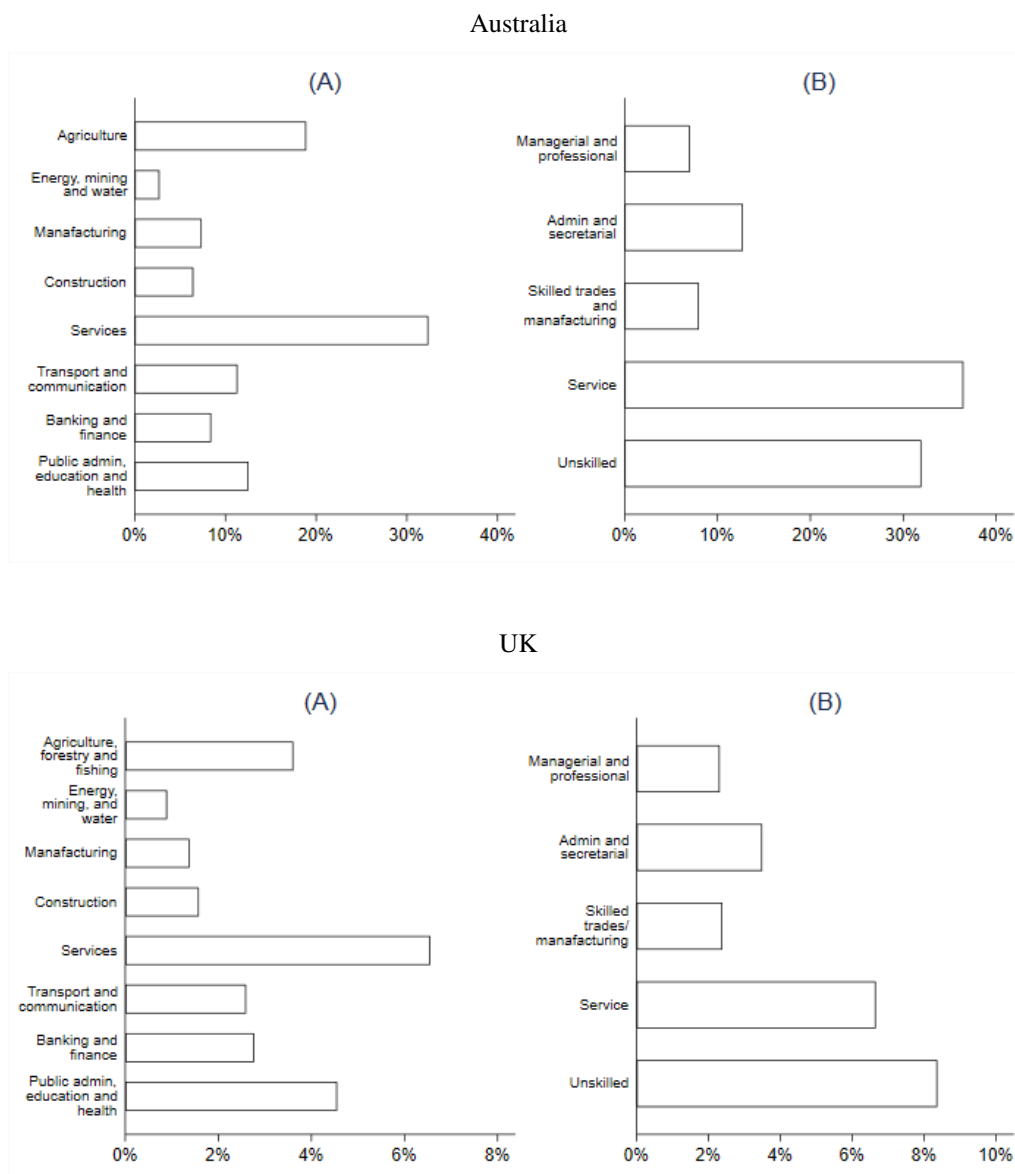 Australia
(A)
Agriculture
Energy, mining
and water
Manafacturing
Construction
Services
Transport and
communication
Banking and
finance
Public admin,
education and
health
0% 10% 20% 30% 40%
(B)
Managerial and
professional
Admin and
secretarial
Skilled trades
and
manafacturing
Service
Unskilled
0% 10% 20% 30% 40%
UK
(A)
Agriculture,
forestry and
fishing
Energy,
mining, and
water
Manafacturing
Construction
Services
Transport and
communication
Banking and
finance
Public admin,
education and
health
0% 2% 4% 6% 8%
(B)
Managerial and
professional
Admin and
secretarial
Skilled
trades/
manafacturing
Service
Unskilled
0% 2% 4% 6% 8% 10%